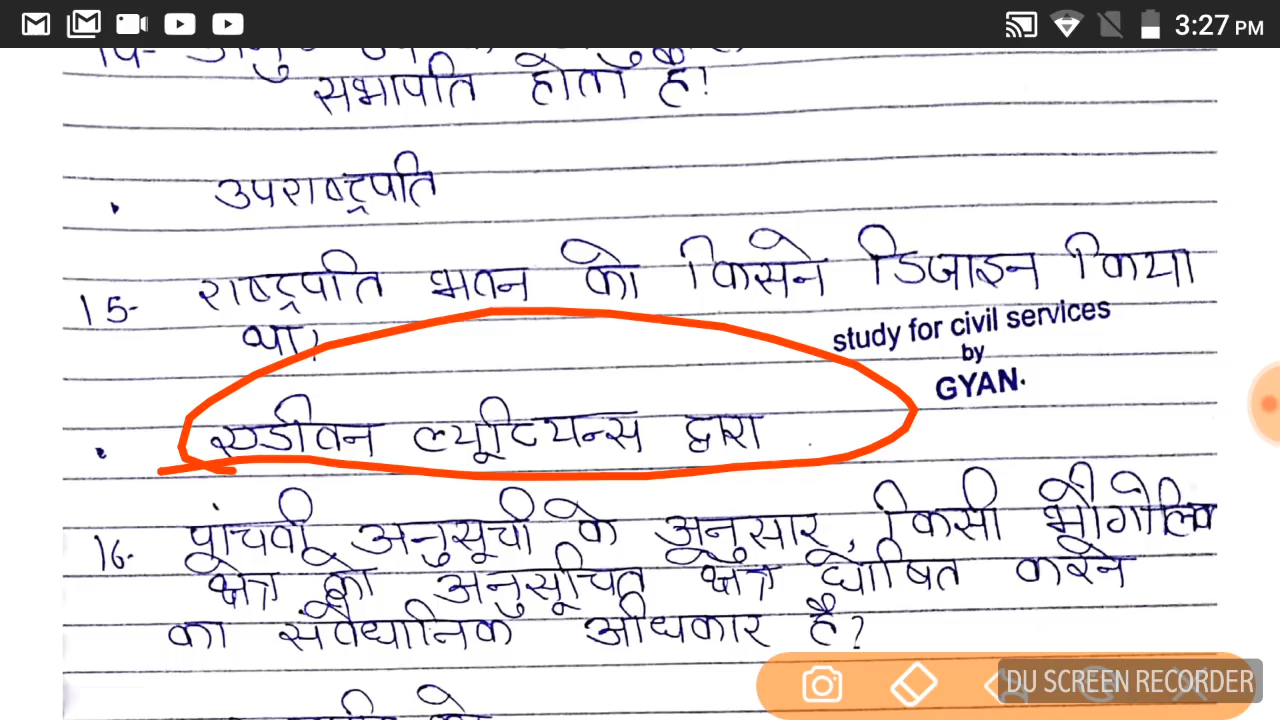 3:27 PM
14-
सभापति होता है!
उपराष्ट्रपति
15- राष्ट्रपति भवन को किसने डिजाइन किया
था?
study for civil services
by
GYAN.
एडवीन ल्यूटियन्स द्वारा
16- पांचवी अनुसूची के अनुसार, किसी भौगोलिक
क्षेत्र को अनुसूचित क्षेत्र घोषित करने
का संवैधानिक अधिकार है?
DU SCREEN RECORDER